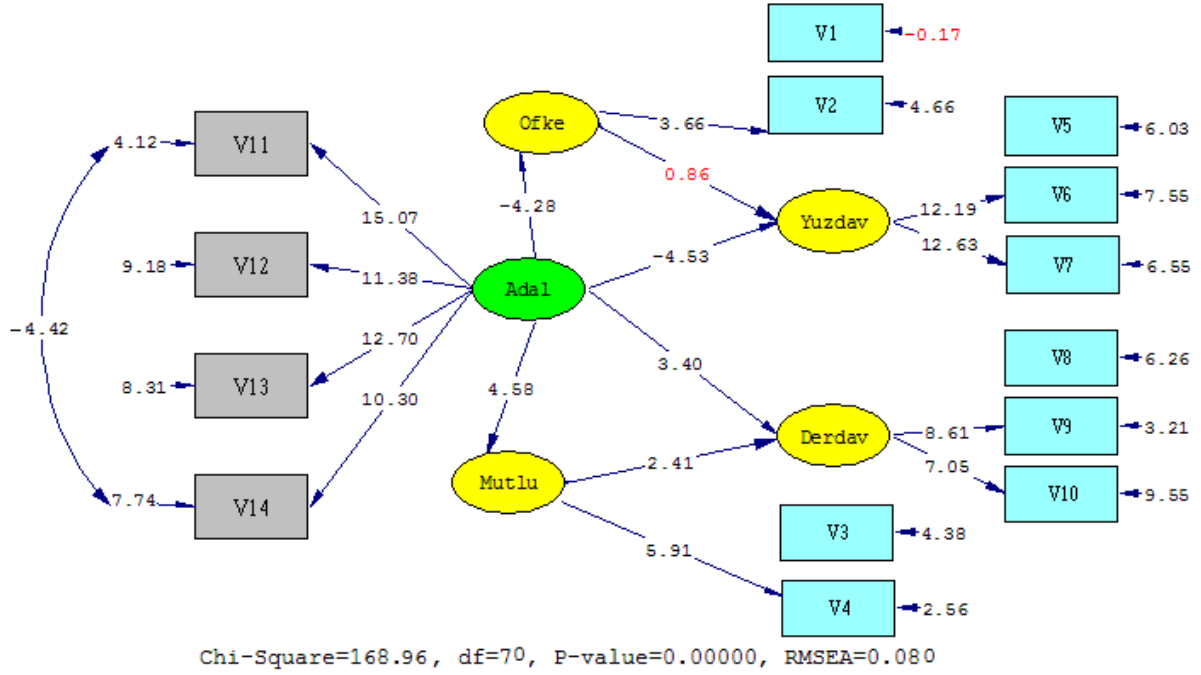 V1
-0.17
V2
4.66
Ofke
3.66
0.86
V5
6.03
V6
7.55
V7
6.55
Yuzdav
12.19
12.63
4.12
V11
15.07
-4.28
-4.53
9.18
V12
11.38
Adal
-4.42
12.70
8.31
V13
10.30
4.58
3.40
V8
6.26
Derdav
8.61
V9
3.21
7.05
V10
9.55
2.41
Mutlu
7.74
V14
V3
4.38
5.91
V4
2.56
Chi-Square=168.96, df=70, P-value=0.00000, RMSEA=0.080